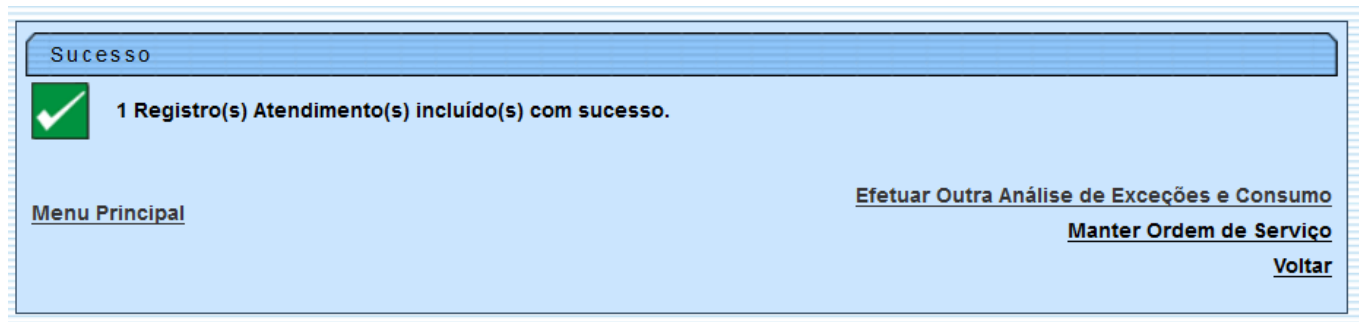 Sucesso
1 Registro(s) Atendimento(s) incluído(s) com sucesso.
Menu Principal
Efetuar Outra Análise de Exceções e Consumo
Manter Ordem de Serviço
Voltar